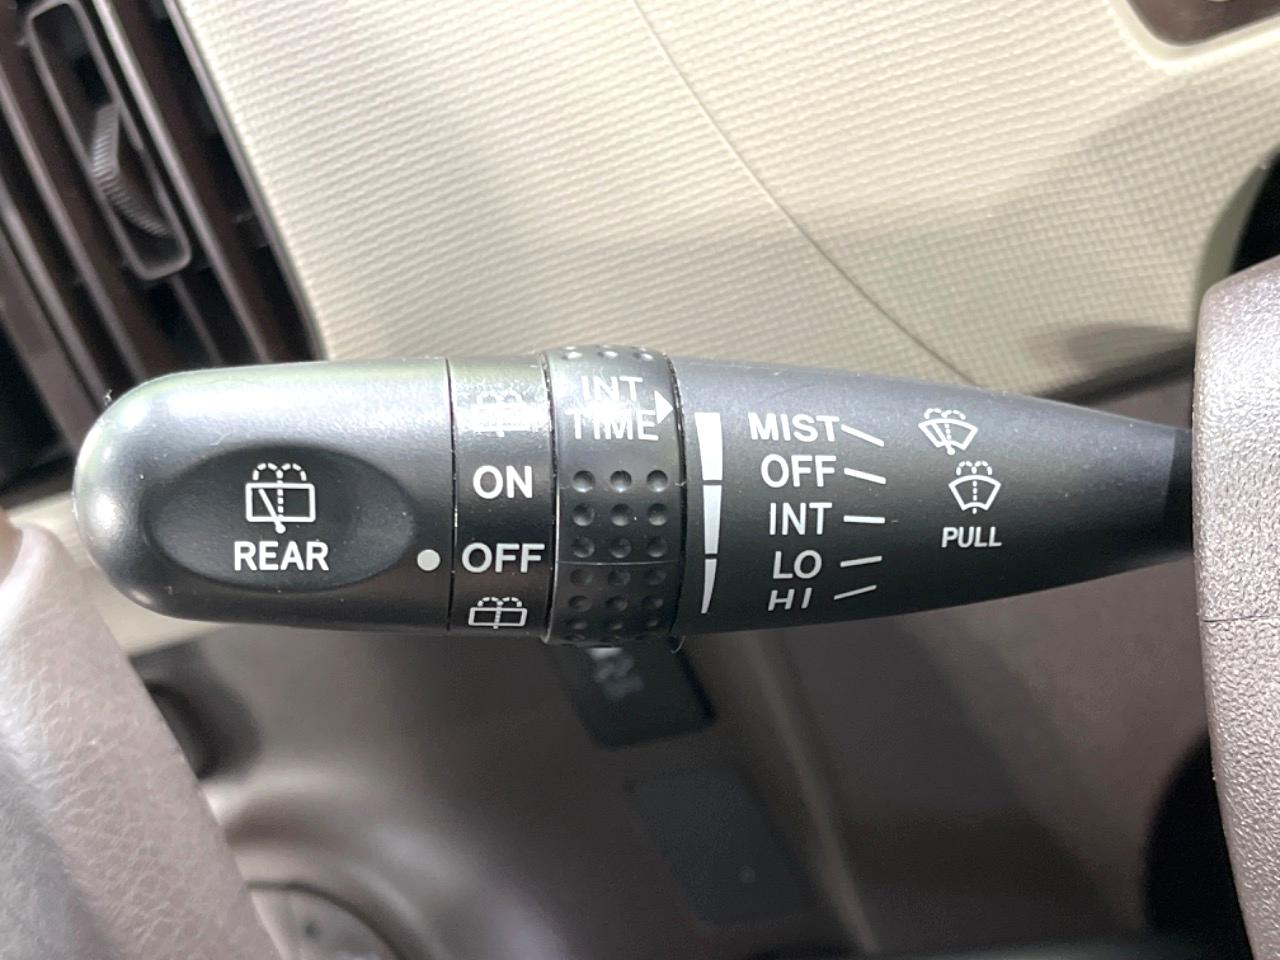 REAR
ON
OFF
INT
TIME
MIST
OFF
INT
LO
HI
PULL